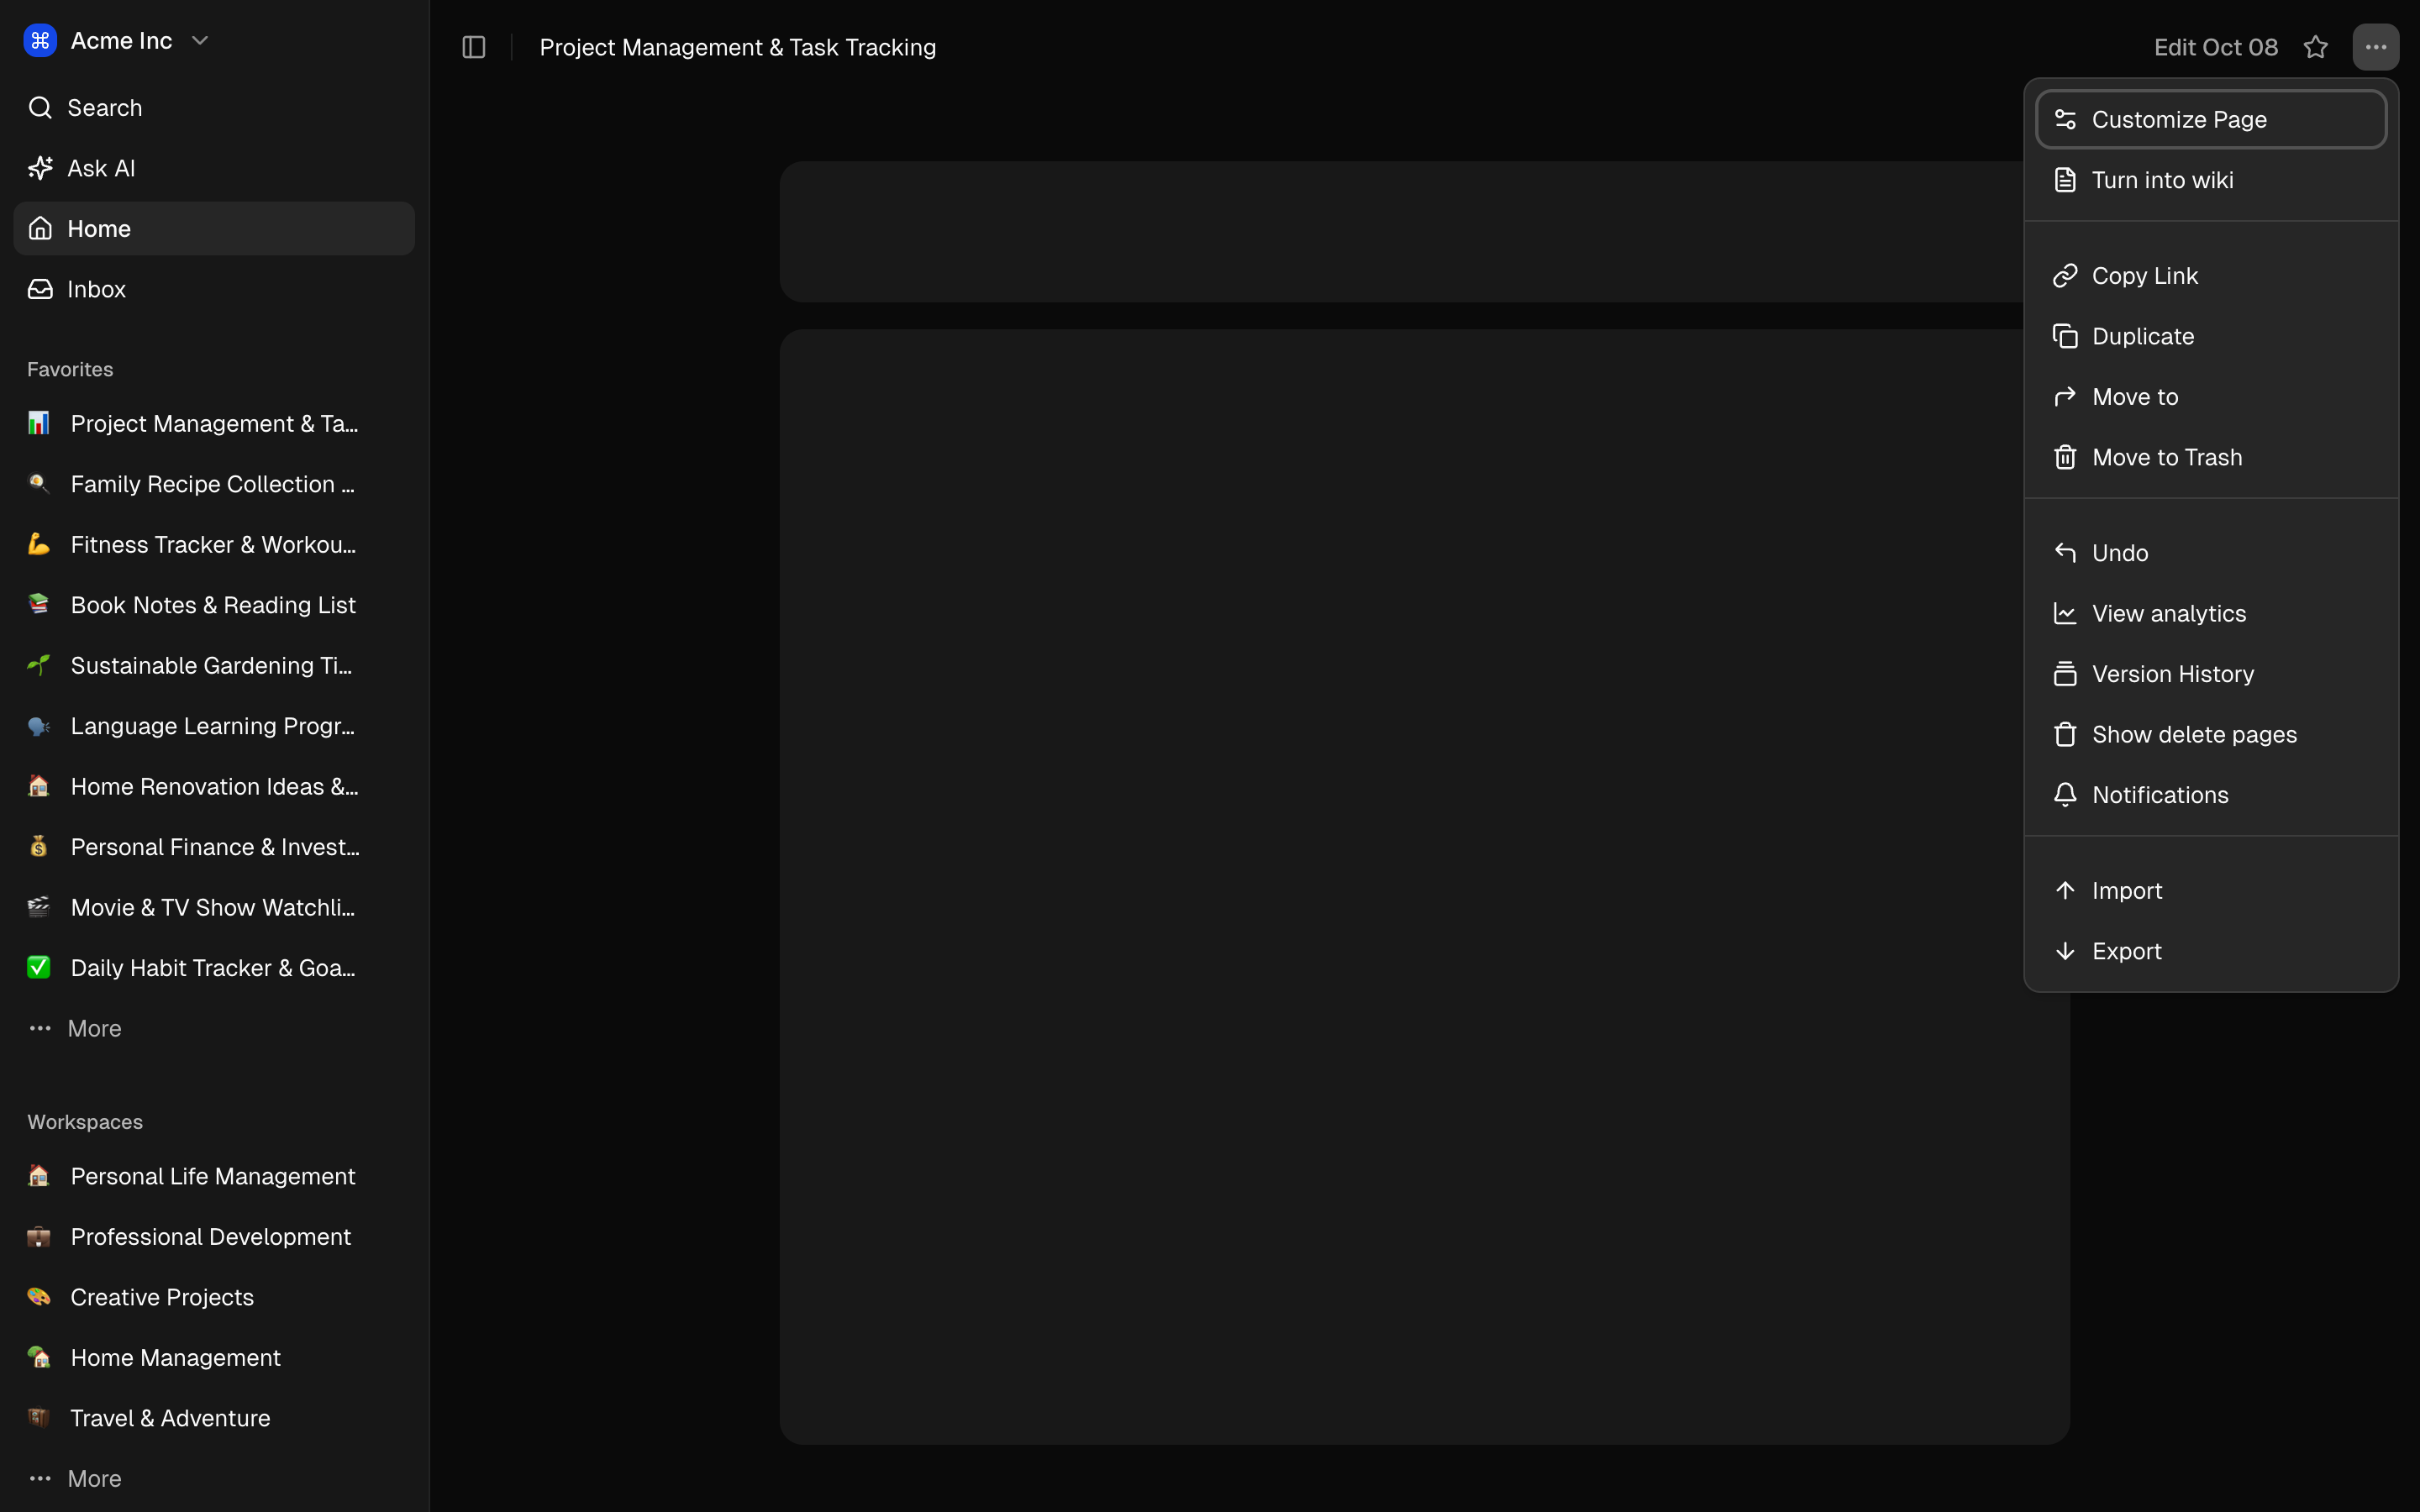 Acme Inc
Search
Ask AI
Home
Inbox
Favorites
Project Management & Ta...
Family Recipe Collection ...
Fitness Tracker & Workou...
Book Notes & Reading List
Sustainable Gardening Ti...
Language Learning Progr...
Home Renovation Ideas &...
Personal Finance & Invest...
Movie & TV Show Watchli...
Daily Habit Tracker & Goa...
More
Workspaces
Personal Life Management
Professional Development
Creative Projects
Home Management
Travel & Adventure
More
Project Management & Task Tracking
Edit Oct 08
Customize Page
Turn into wiki
Copy Link
Duplicate
Move to
Move to Trash
Undo
View analytics
Version History
Show delete pages
Notifications
Import
Export